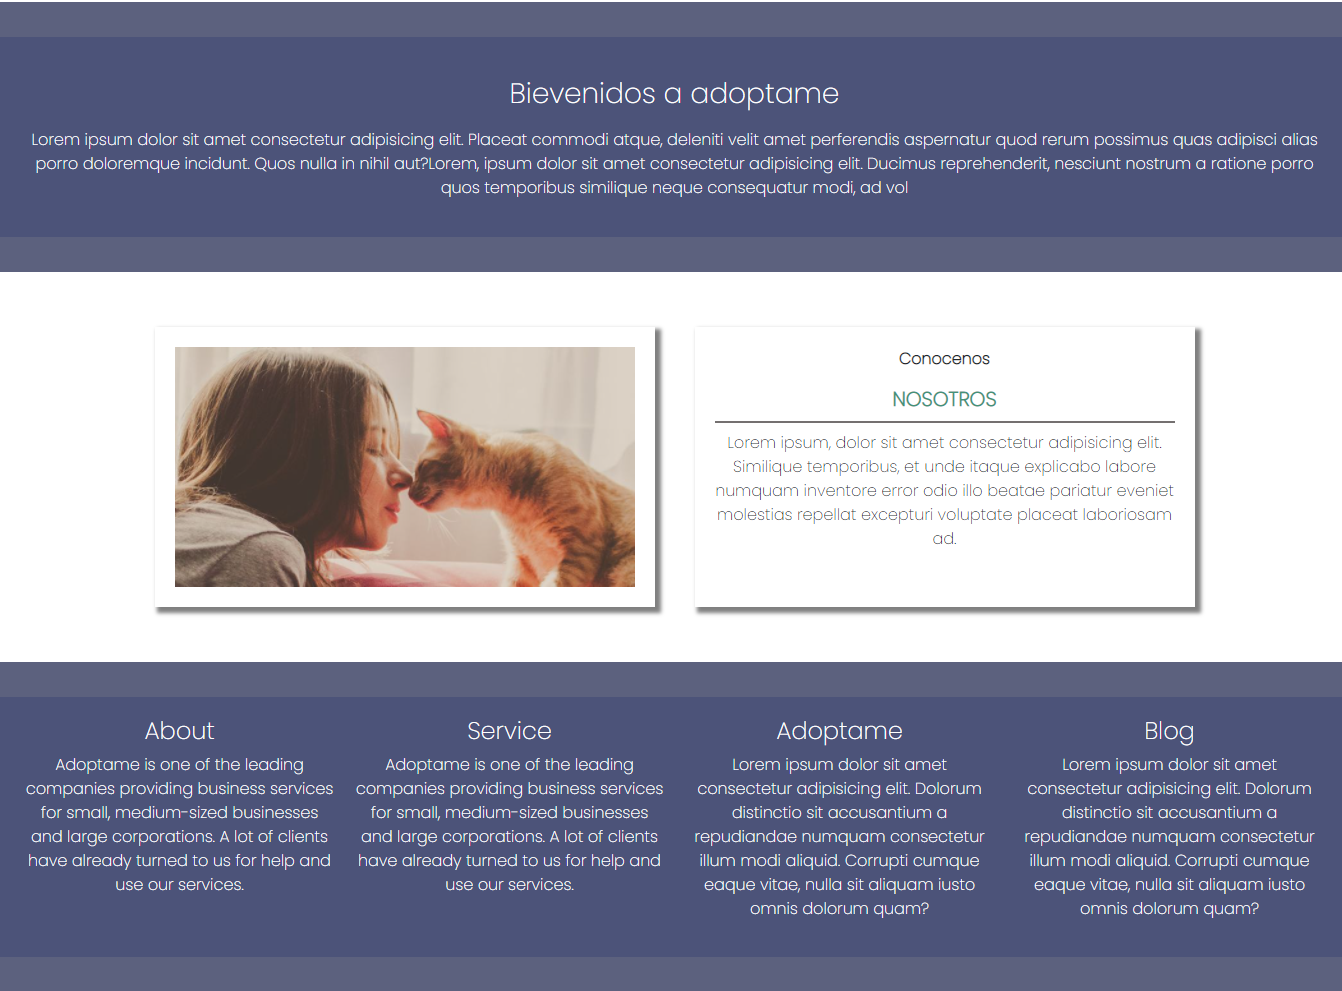 Bievenidos a adoptame
Lorem ipsum dolor sit amet consectetur adipisicing elit. Placeat commodi atque, deleniti velit amet perferendis aspernatur quod rerum possimus quas adipisci alias
porro doloremque incidunt. Quos nulla in nihil aut?Lorem, ipsum dolor sit amet consectetur adipisicing elit. Ducimus reprehenderit, nesciunt nostrum a ratione porro
quos temporibus similique neque consequatur modi, ad vol
Conocenos
NOSOTROS
Lorem ipsum, dolor sit amet consectetur adipisicing elit.
Similique temporibus, et unde itaque explicabo labore
numquam inventore error odio illo beatae pariatur eveniet
molestias repellat excepturi voluptate placeat laboriosam
ad.
About
Adoptame is one of the leading
companies providing business services
for small, medium-sized businesses
and large corporations. A lot of clients
have already turned to us for help and
use our services.
Service
Adoptame is one of the leading
companies providing business services
for small, medium-sized businesses
and large corporations. A lot of clients
have already turned to us for help and
use our services.
Adoptame
Lorem ipsum dolor sit amet
consectetur adipisicing elit. Dolorum
distinctio sit accusantium a
repudiandae numquam consectetur
illum modi aliquid. Corrupti cumque
eaque vitae, nulla sit aliquam iusto
omnis dolorum quam?
Blog
Lorem ipsum dolor sit amet
consectetur adipisicing elit. Dolorum
distinctio sit accusantium a
repudiandae numquam consectetur
illum modi aliquid. Corrupti cumque
eaque vitae, nulla sit aliquam iusto
omnis dolorum quam?